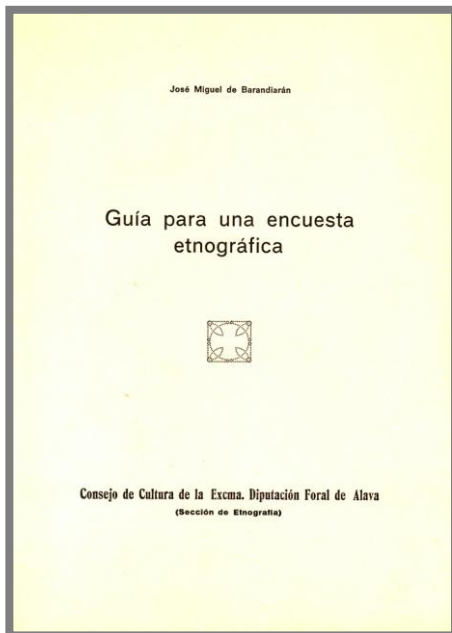 José Miguel de Barandiarán
Guía para una encuesta
etnográfica
Consejo de Cultura de la Excma. Diputación Foral de Alava
(Sección de Etnografía)